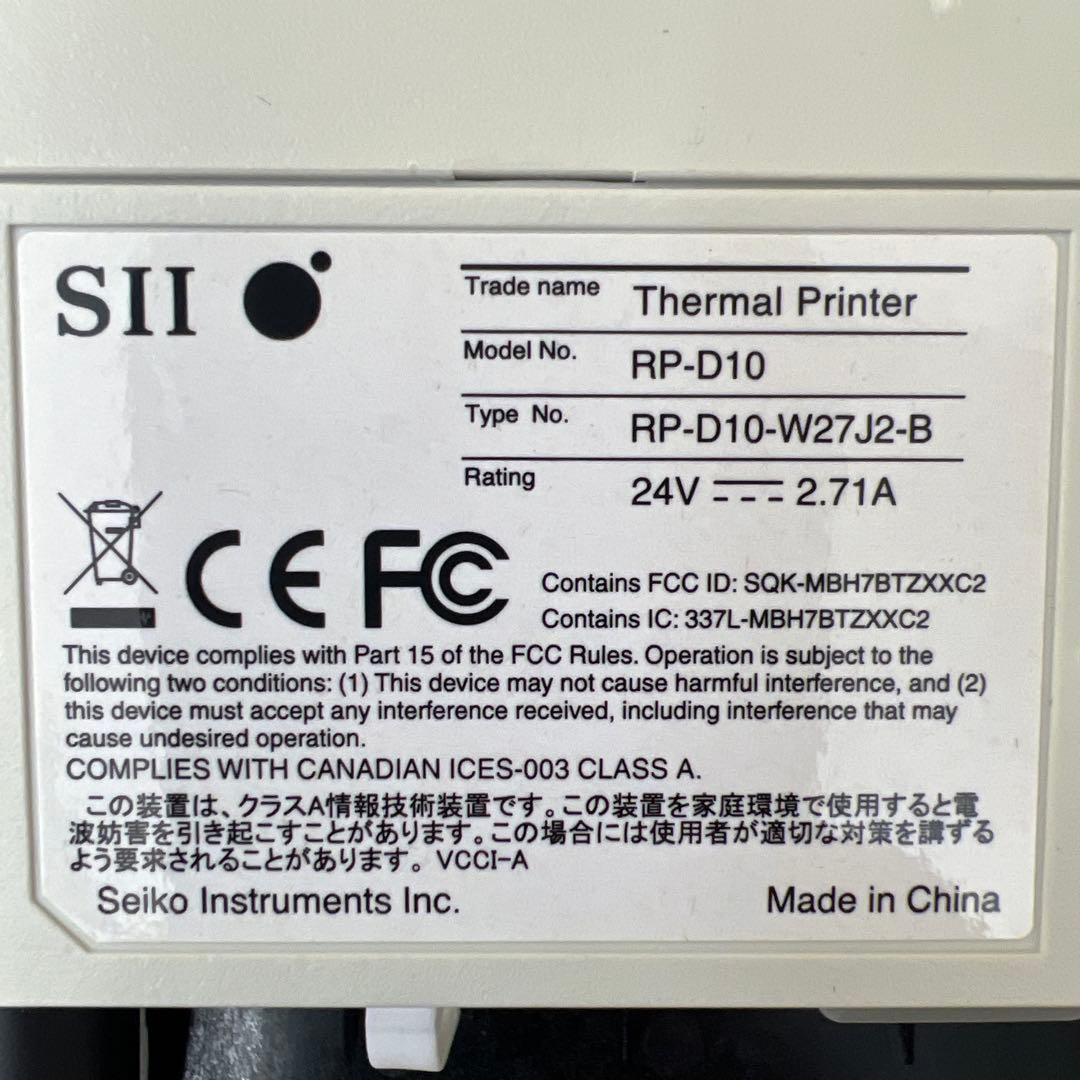 SII
Trade name Thermal Printer
Model No. RP-D10
Type No. RP-D10-W27J2-B
Rating 24V 2.71A
CE FC
Contains FCC ID: SQK-MBH7BTZXXC2
Contains IC: 337L-MBH7BTZXXC2
This device complies with Part 15 of the FCC Rules. Operation is subject to the
following two conditions: (1) This device may not cause harmful interference, and (2)
this device must accept any interference received, including interference that may
cause undesired operation.
COMPLIES WITH CANADIAN ICES-003 CLASS A.
この装置は、クラスA情報技術装置です。この装置を家庭環境で使用すると電
波妨害を引き起こすことがあります。この場合には使用者が適切な対策を講ずる
よう要求されることがあります。VCCI-A
Seiko Instruments Inc. Made in China